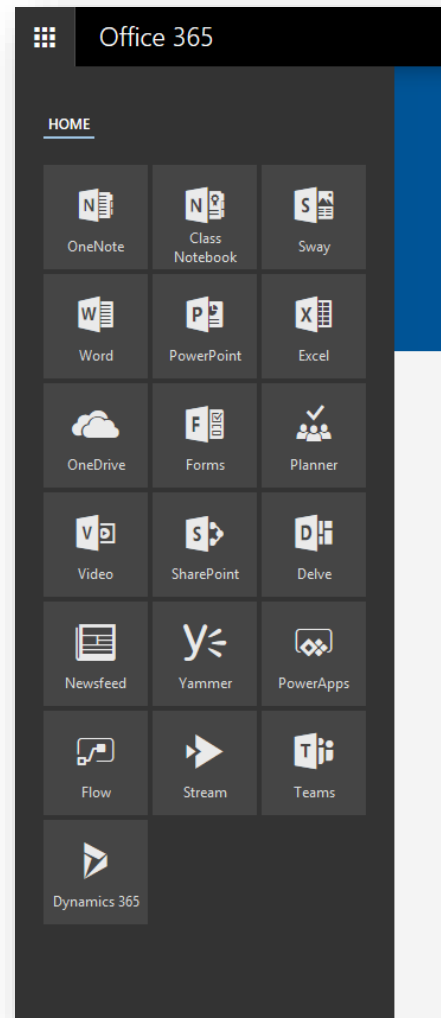 Office 365
HOME
OneNote
Class
Notebook
Sway
Word
PowerPoint
Excel
OneDrive
Forms
Planner
Video
SharePoint
Delve
Newsfeed
Yammer
PowerApps
Flow
Stream
Teams
Dynamics 365